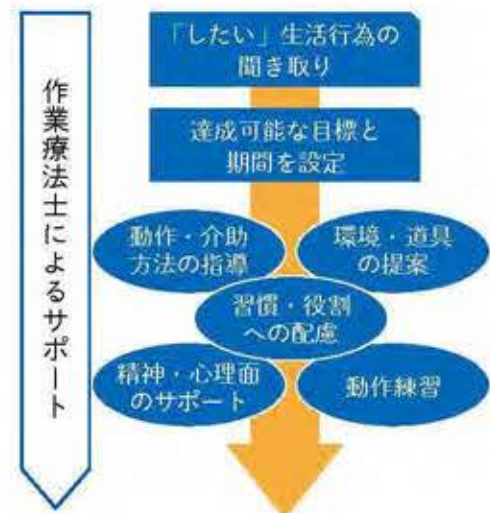 作業療法士によるサポート
「したい」生活行為の
聞き取り
達成可能な目標と
期間を設定
動作・介助
方法の指導
環境・道具
の提案
習慣・役割
への配慮
精神・心理面
のサポート
動作練習